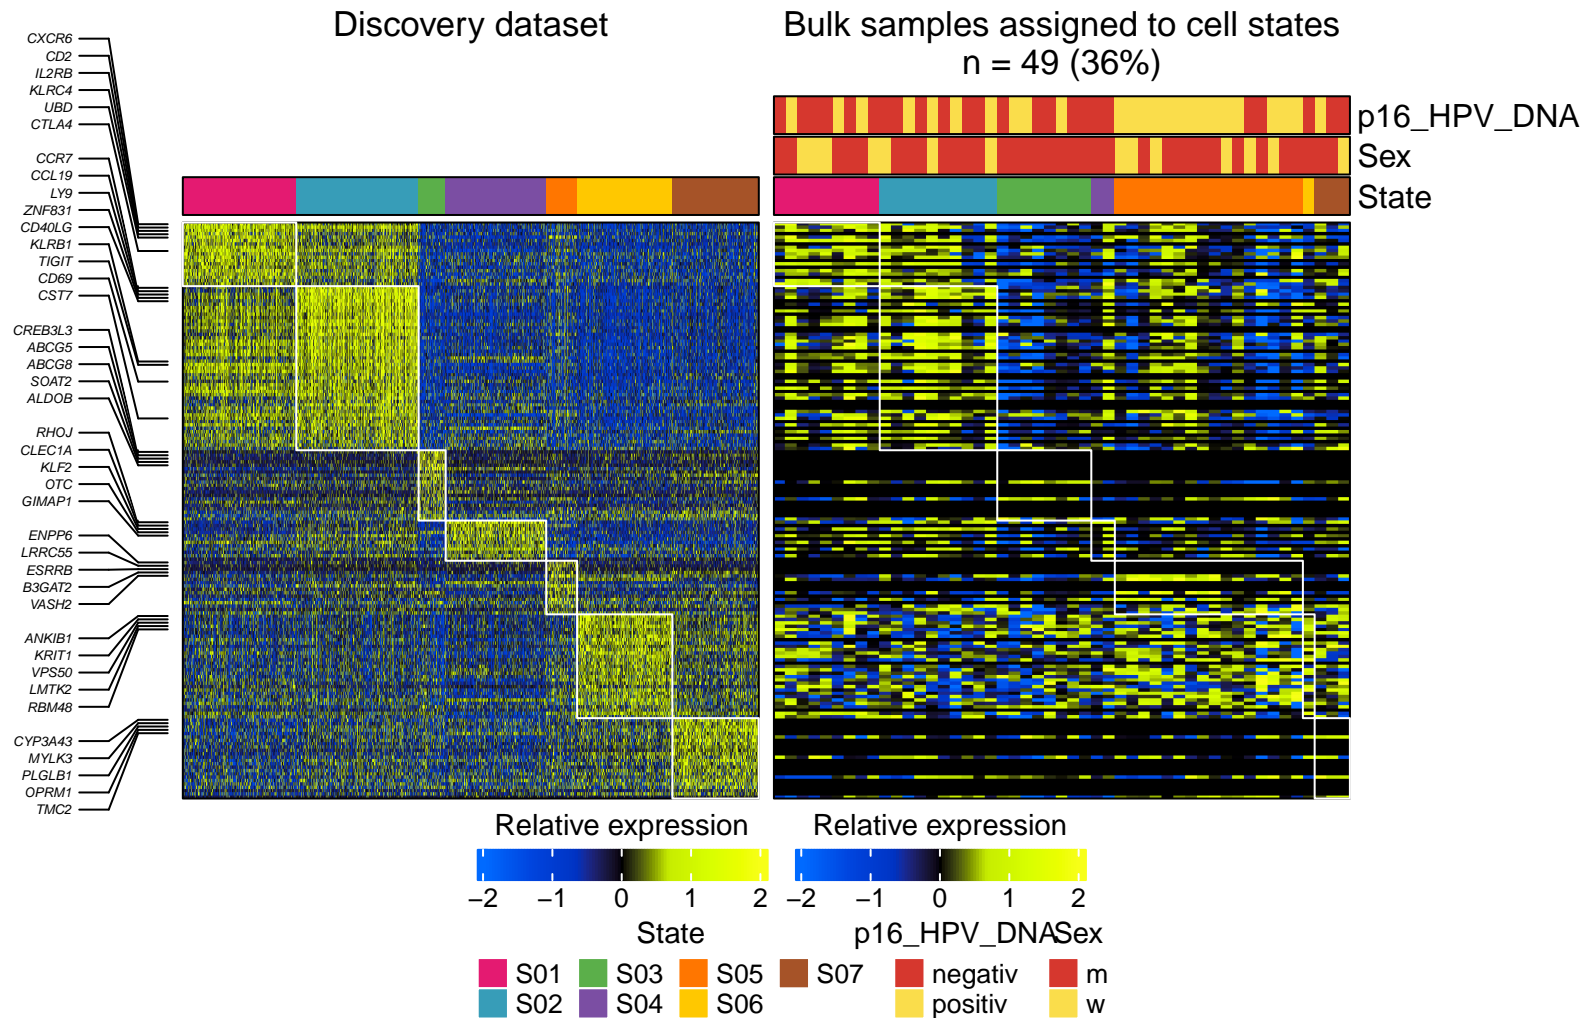 Discovery dataset
Bulk samples assigned to cell states
n = 49 (36%)
p16_HPV_DNA
Sex
State
CXCR6
CD2
IL2RB
KLRC4
UBD
CTLA4
CCR7
CCL19
LY9
ZNF831
CD40LG
KLRB1
TIGIT
CD69
CST7
CREB3L3
ABCG5
ABCG8
SOAT2
ALDOB
RHOJ
CLEC1A
KLF2
OTC
GIMAP1
ENPP6
LRRC55
ESRRB
B3GAT2
VASH2
ANKIB1
KRIT1
VPS50
LMTK2
RBM48
CYP3A43
MYLK3
PLGLB1
OPRM1
TMC2
Relative expression
−2 −1 0 1 2
Relative expression
−2 −1 0 1 2
State
S01 S03 S05 S07
S02 S04 S06
p16_HPV_DNA
negativ
positiv
Sex
m
w